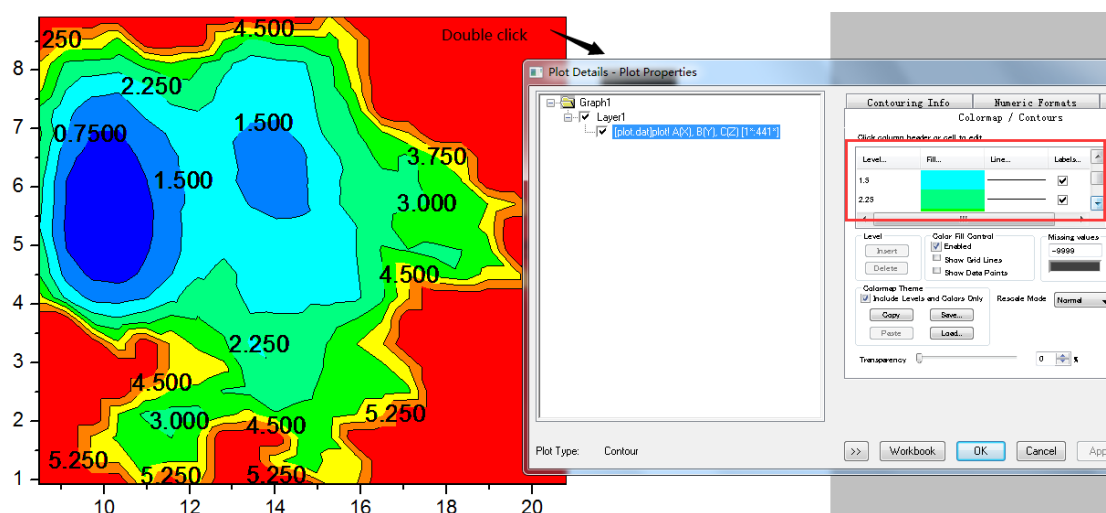 Double click
Plot Details - Plot Properties
Graph1
Layer1
[plot.dat]plot! A(X), B(Y), C(Z) [1*:441*]
Contouring Info
Numeric Formats
Colormap / Contours
Click column header or cell to edit
Level...
Fill...
Line...
Labels...
1.5
2.25
Level
Insert
Delete
Color Fill Control
Enabled
Show Grid Lines
Show Data Points
Missing values
-9999
Colormap Theme
Include Levels and Colors Only
Copy
Save...
Paste
Load...
Rescale Mode
Normal
Transparency
0
%
Plot Type:
Contour
>>
Workbook
OK
Cancel
App
4.500
250
2.250
0.7500
1.500
1.500
3.750
3.000
4.500
2.250
4.500
3.000
4.500
5.250
5.250
5.250
5.250
8
7
6
5
4
3
2
1
10
12
14
16
18
20